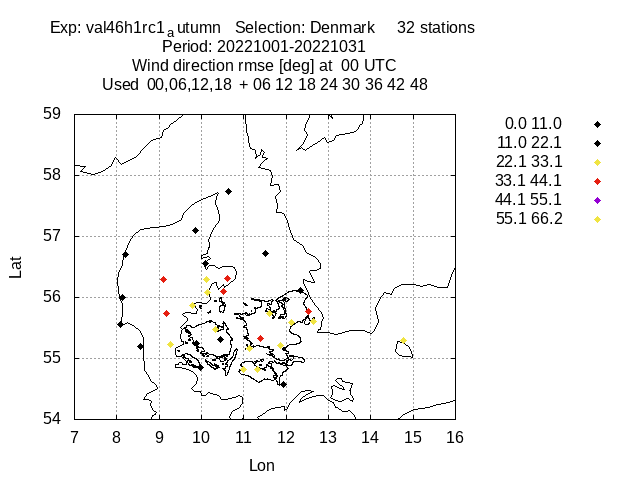 Exp: val46h1rc1autumn Selection: Denmark 32 stations
Period: 20221001-20221031
Wind direction rmse [deg] at 00 UTC
Used 00,06,12,18 + 06 12 18 24 30 36 42 48
59
58
57
56
55
54
Lat
7 8 9 10 11 12 13 14 15 16
Lon
0.0 11.0
11.0 22.1
22.1 33.1
33.1 44.1
44.1 55.1
55.1 66.2